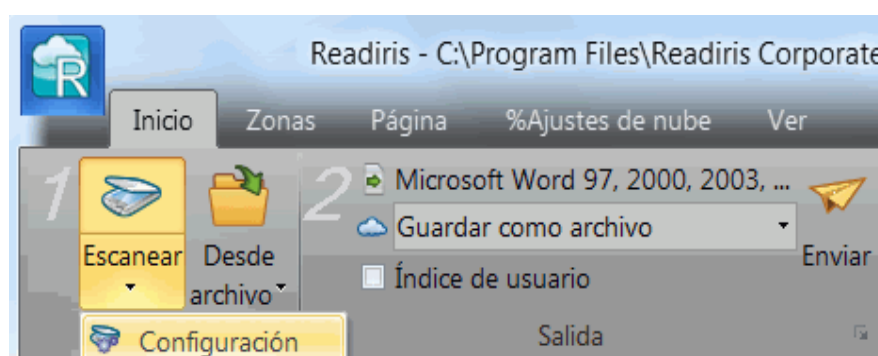 R
Readiris - C:\Program Files\Readiris Corporate
Inicio Zonas Página %Ajustes de nube Ver
1 2 Microsoft Word 97, 2000, 2003, ...
Guardar como archivo
Escanear Desde archivo Enviar
Índice de usuario
Configuración Salida